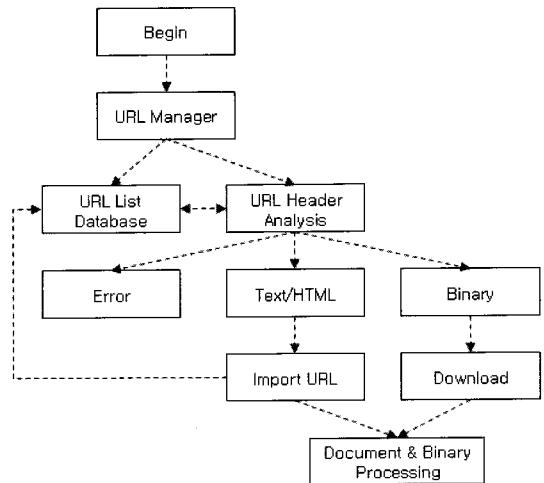 Begin
URL Manager
URL List
Database
URL Header
Analysis
Error
Text/HTML
Binary
Import URL
Download
Document & Binary
Processing